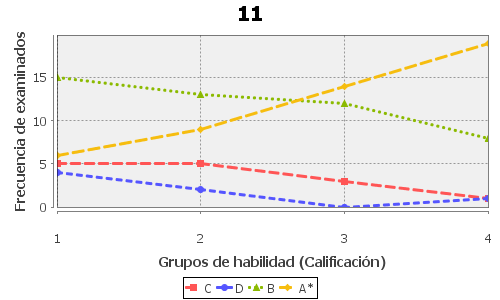 11
Frecuencia de examinados
15
10
5
0
1 2 3 4
Grupos de habilidad (Calificación)
C D B A*